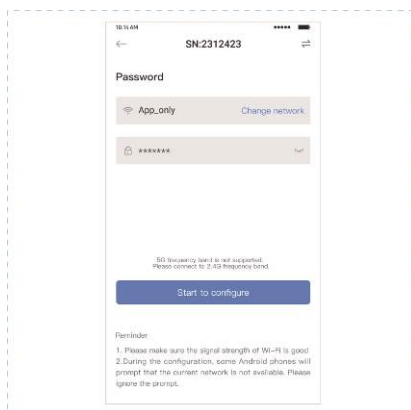 10:14 AM
SN:2312423
Password
App_only Change network
*******
5G frequency band is not supported.
Please connect to 2.4G frequency band.
Start to configure
Reminder
1. Please make sure the signal strength of Wi-Fi is good
2.During the configuration, some Android phones will
prompt that the current network is not available. Please
ignore the prompt.